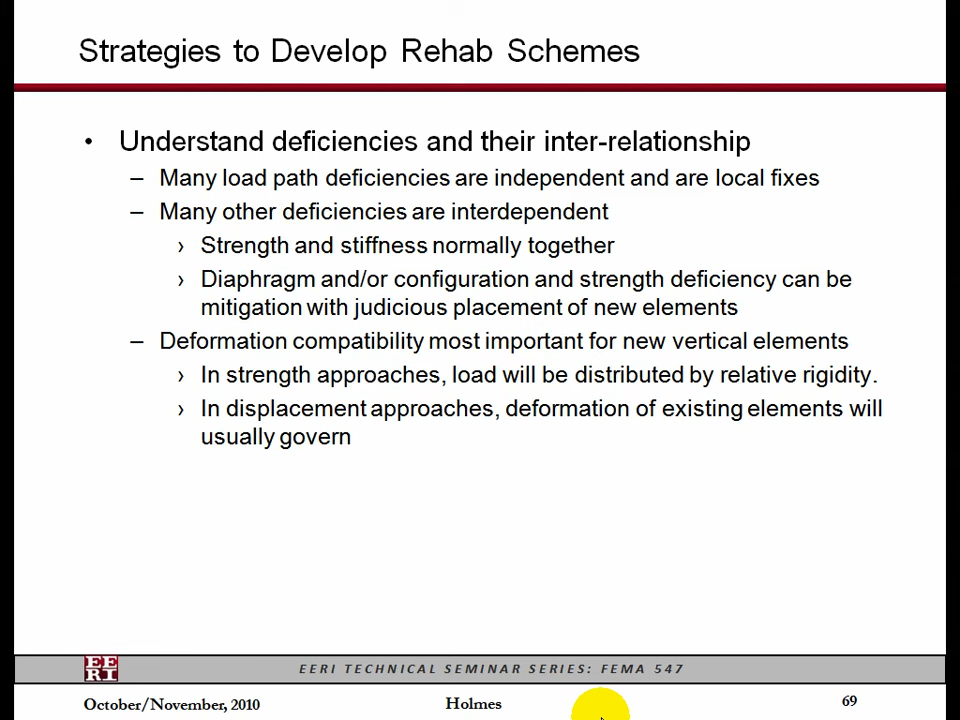 Strategies to Develop Rehab Schemes
• Understand deficiencies and their inter-relationship
– Many load path deficiencies are independent and are local fixes
– Many other deficiencies are interdependent
› Strength and stiffness normally together
› Diaphragm and/or configuration and strength deficiency can be
mitigation with judicious placement of new elements
– Deformation compatibility most important for new vertical elements
› In strength approaches, load will be distributed by relative rigidity.
› In displacement approaches, deformation of existing elements will
usually govern
EE
RI
EERI TECHNICAL SEMINAR SERIES: FEMA 547
October/November, 2010
Holmes
69